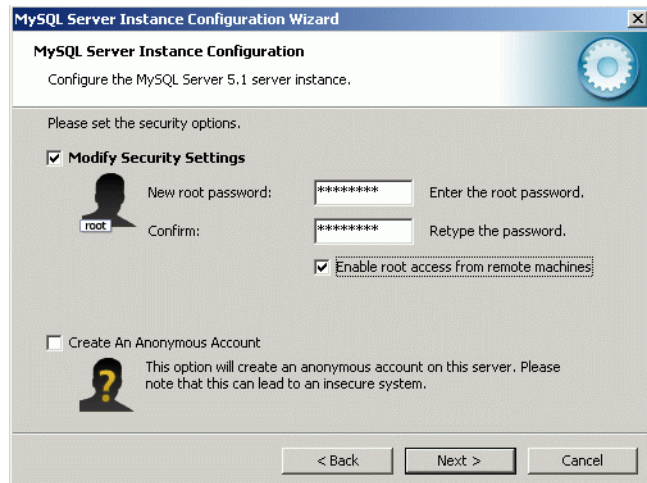 MySQL Server Instance Configuration Wizard
MySQL Server Instance Configuration
Configure the MySQL Server 5.1 server instance.
Please set the security options.
Modify Security Settings
root
New root password:
********
Enter the root password.
Confirm:
********
Retype the password.
Enable root access from remote machines
Create An Anonymous Account
This option will create an anonymous account on this server. Please
note that this can lead to an insecure system.
< Back
Next >
Cancel